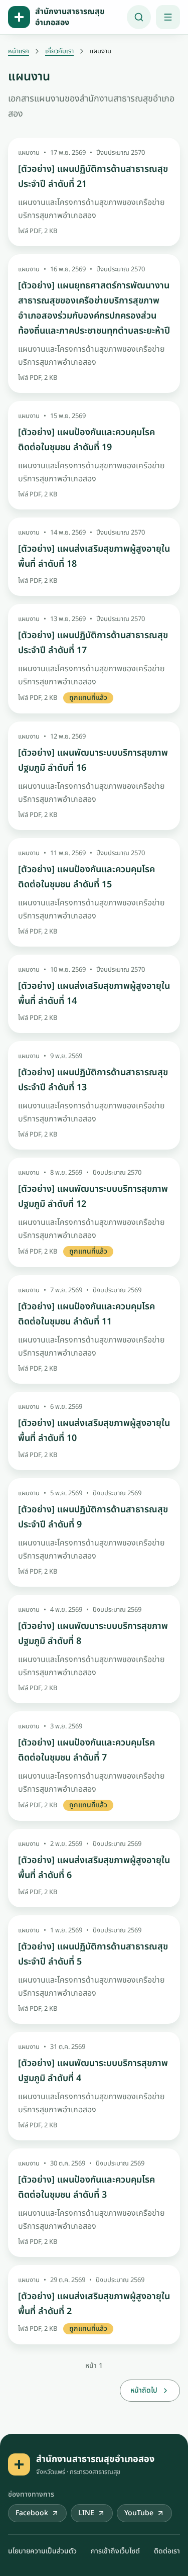 สำนักงานสาธารณสุข
อำเภอสอง
หน้าแรก > เกี่ยวกับเรา > แผนงาน
แผนงาน
เอกสารแผนงานของสำนักงานสาธารณสุขอำเภอ
สอง
แผนงาน • 17 พ.ย. 2569 • ปีงบประมาณ 2570
[ตัวอย่าง] แผนปฏิบัติการด้านสาธารณสุข
ประจำปี ลำดับที่ 21
แผนงานและโครงการด้านสุขภาพของเครือข่าย
บริการสุขภาพอำเภอสอง
ไฟล์ PDF, 2 KB
แผนงาน • 16 พ.ย. 2569 • ปีงบประมาณ 2570
[ตัวอย่าง] แผนยุทธศาสตร์การพัฒนางาน
สาธารณสุขของเครือข่ายบริการสุขภาพ
อำเภอสองร่วมกับองค์กรปกครองส่วน
ท้องถิ่นและภาคประชาชนทุกตำบลระยะห้าปี
แผนงานและโครงการด้านสุขภาพของเครือข่าย
บริการสุขภาพอำเภอสอง
ไฟล์ PDF, 2 KB
แผนงาน • 15 พ.ย. 2569
[ตัวอย่าง] แผนป้องกันและควบคุมโรค
ติดต่อในชุมชน ลำดับที่ 19
แผนงานและโครงการด้านสุขภาพของเครือข่าย
บริการสุขภาพอำเภอสอง
ไฟล์ PDF, 2 KB
แผนงาน • 14 พ.ย. 2569 • ปีงบประมาณ 2570
[ตัวอย่าง] แผนส่งเสริมสุขภาพผู้สูงอายุใน
พื้นที่ ลำดับที่ 18
ไฟล์ PDF, 2 KB
แผนงาน • 13 พ.ย. 2569 • ปีงบประมาณ 2570
[ตัวอย่าง] แผนปฏิบัติการด้านสาธารณสุข
ประจำปี ลำดับที่ 17
แผนงานและโครงการด้านสุขภาพของเครือข่าย
บริการสุขภาพอำเภอสอง
ไฟล์ PDF, 2 KB ถูกแทนที่แล้ว
แผนงาน • 12 พ.ย. 2569
[ตัวอย่าง] แผนพัฒนาระบบบริการสุขภาพ
ปฐมภูมิ ลำดับที่ 16
แผนงานและโครงการด้านสุขภาพของเครือข่าย
บริการสุขภาพอำเภอสอง
ไฟล์ PDF, 2 KB
แผนงาน • 11 พ.ย. 2569 • ปีงบประมาณ 2570
[ตัวอย่าง] แผนป้องกันและควบคุมโรค
ติดต่อในชุมชน ลำดับที่ 15
แผนงานและโครงการด้านสุขภาพของเครือข่าย
บริการสุขภาพอำเภอสอง
ไฟล์ PDF, 2 KB
แผนงาน • 10 พ.ย. 2569 • ปีงบประมาณ 2570
[ตัวอย่าง] แผนส่งเสริมสุขภาพผู้สูงอายุใน
พื้นที่ ลำดับที่ 14
ไฟล์ PDF, 2 KB
แผนงาน • 9 พ.ย. 2569
[ตัวอย่าง] แผนปฏิบัติการด้านสาธารณสุข
ประจำปี ลำดับที่ 13
แผนงานและโครงการด้านสุขภาพของเครือข่าย
บริการสุขภาพอำเภอสอง
ไฟล์ PDF, 2 KB
แผนงาน • 8 พ.ย. 2569 • ปีงบประมาณ 2570
[ตัวอย่าง] แผนพัฒนาระบบบริการสุขภาพ
ปฐมภูมิ ลำดับที่ 12
แผนงานและโครงการด้านสุขภาพของเครือข่าย
บริการสุขภาพอำเภอสอง
ไฟล์ PDF, 2 KB ถูกแทนที่แล้ว
แผนงาน • 7 พ.ย. 2569 • ปีงบประมาณ 2569
[ตัวอย่าง] แผนป้องกันและควบคุมโรค
ติดต่อในชุมชน ลำดับที่ 11
แผนงานและโครงการด้านสุขภาพของเครือข่าย
บริการสุขภาพอำเภอสอง
ไฟล์ PDF, 2 KB
แผนงาน • 6 พ.ย. 2569
[ตัวอย่าง] แผนส่งเสริมสุขภาพผู้สูงอายุใน
พื้นที่ ลำดับที่ 10
ไฟล์ PDF, 2 KB
แผนงาน • 5 พ.ย. 2569 • ปีงบประมาณ 2569
[ตัวอย่าง] แผนปฏิบัติการด้านสาธารณสุข
ประจำปี ลำดับที่ 9
แผนงานและโครงการด้านสุขภาพของเครือข่าย
บริการสุขภาพอำเภอสอง
ไฟล์ PDF, 2 KB
แผนงาน • 4 พ.ย. 2569 • ปีงบประมาณ 2569
[ตัวอย่าง] แผนพัฒนาระบบบริการสุขภาพ
ปฐมภูมิ ลำดับที่ 8
แผนงานและโครงการด้านสุขภาพของเครือข่าย
บริการสุขภาพอำเภอสอง
ไฟล์ PDF, 2 KB
แผนงาน • 3 พ.ย. 2569
[ตัวอย่าง] แผนป้องกันและควบคุมโรค
ติดต่อในชุมชน ลำดับที่ 7
แผนงานและโครงการด้านสุขภาพของเครือข่าย
บริการสุขภาพอำเภอสอง
ไฟล์ PDF, 2 KB ถูกแทนที่แล้ว
แผนงาน • 2 พ.ย. 2569 • ปีงบประมาณ 2569
[ตัวอย่าง] แผนส่งเสริมสุขภาพผู้สูงอายุใน
พื้นที่ ลำดับที่ 6
ไฟล์ PDF, 2 KB
แผนงาน • 1 พ.ย. 2569 • ปีงบประมาณ 2569
[ตัวอย่าง] แผนปฏิบัติการด้านสาธารณสุข
ประจำปี ลำดับที่ 5
แผนงานและโครงการด้านสุขภาพของเครือข่าย
บริการสุขภาพอำเภอสอง
ไฟล์ PDF, 2 KB
แผนงาน • 31 ต.ค. 2569
[ตัวอย่าง] แผนพัฒนาระบบบริการสุขภาพ
ปฐมภูมิ ลำดับที่ 4
แผนงานและโครงการด้านสุขภาพของเครือข่าย
บริการสุขภาพอำเภอสอง
ไฟล์ PDF, 2 KB
แผนงาน • 30 ต.ค. 2569 • ปีงบประมาณ 2569
[ตัวอย่าง] แผนป้องกันและควบคุมโรค
ติดต่อในชุมชน ลำดับที่ 3
แผนงานและโครงการด้านสุขภาพของเครือข่าย
บริการสุขภาพอำเภอสอง
ไฟล์ PDF, 2 KB
แผนงาน • 29 ต.ค. 2569 • ปีงบประมาณ 2569
[ตัวอย่าง] แผนส่งเสริมสุขภาพผู้สูงอายุใน
พื้นที่ ลำดับที่ 2
ไฟล์ PDF, 2 KB ถูกแทนที่แล้ว
หน้า 1
หน้าถัดไป >
สำนักงานสาธารณสุขอำเภอสอง
จังหวัดแพร่ · กระทรวงสาธารณสุข
ช่องทางทางการ
Facebook LINE YouTube
นโยบายความเป็นส่วนตัว การเข้าถึงเว็บไซต์ ติดต่อเรา